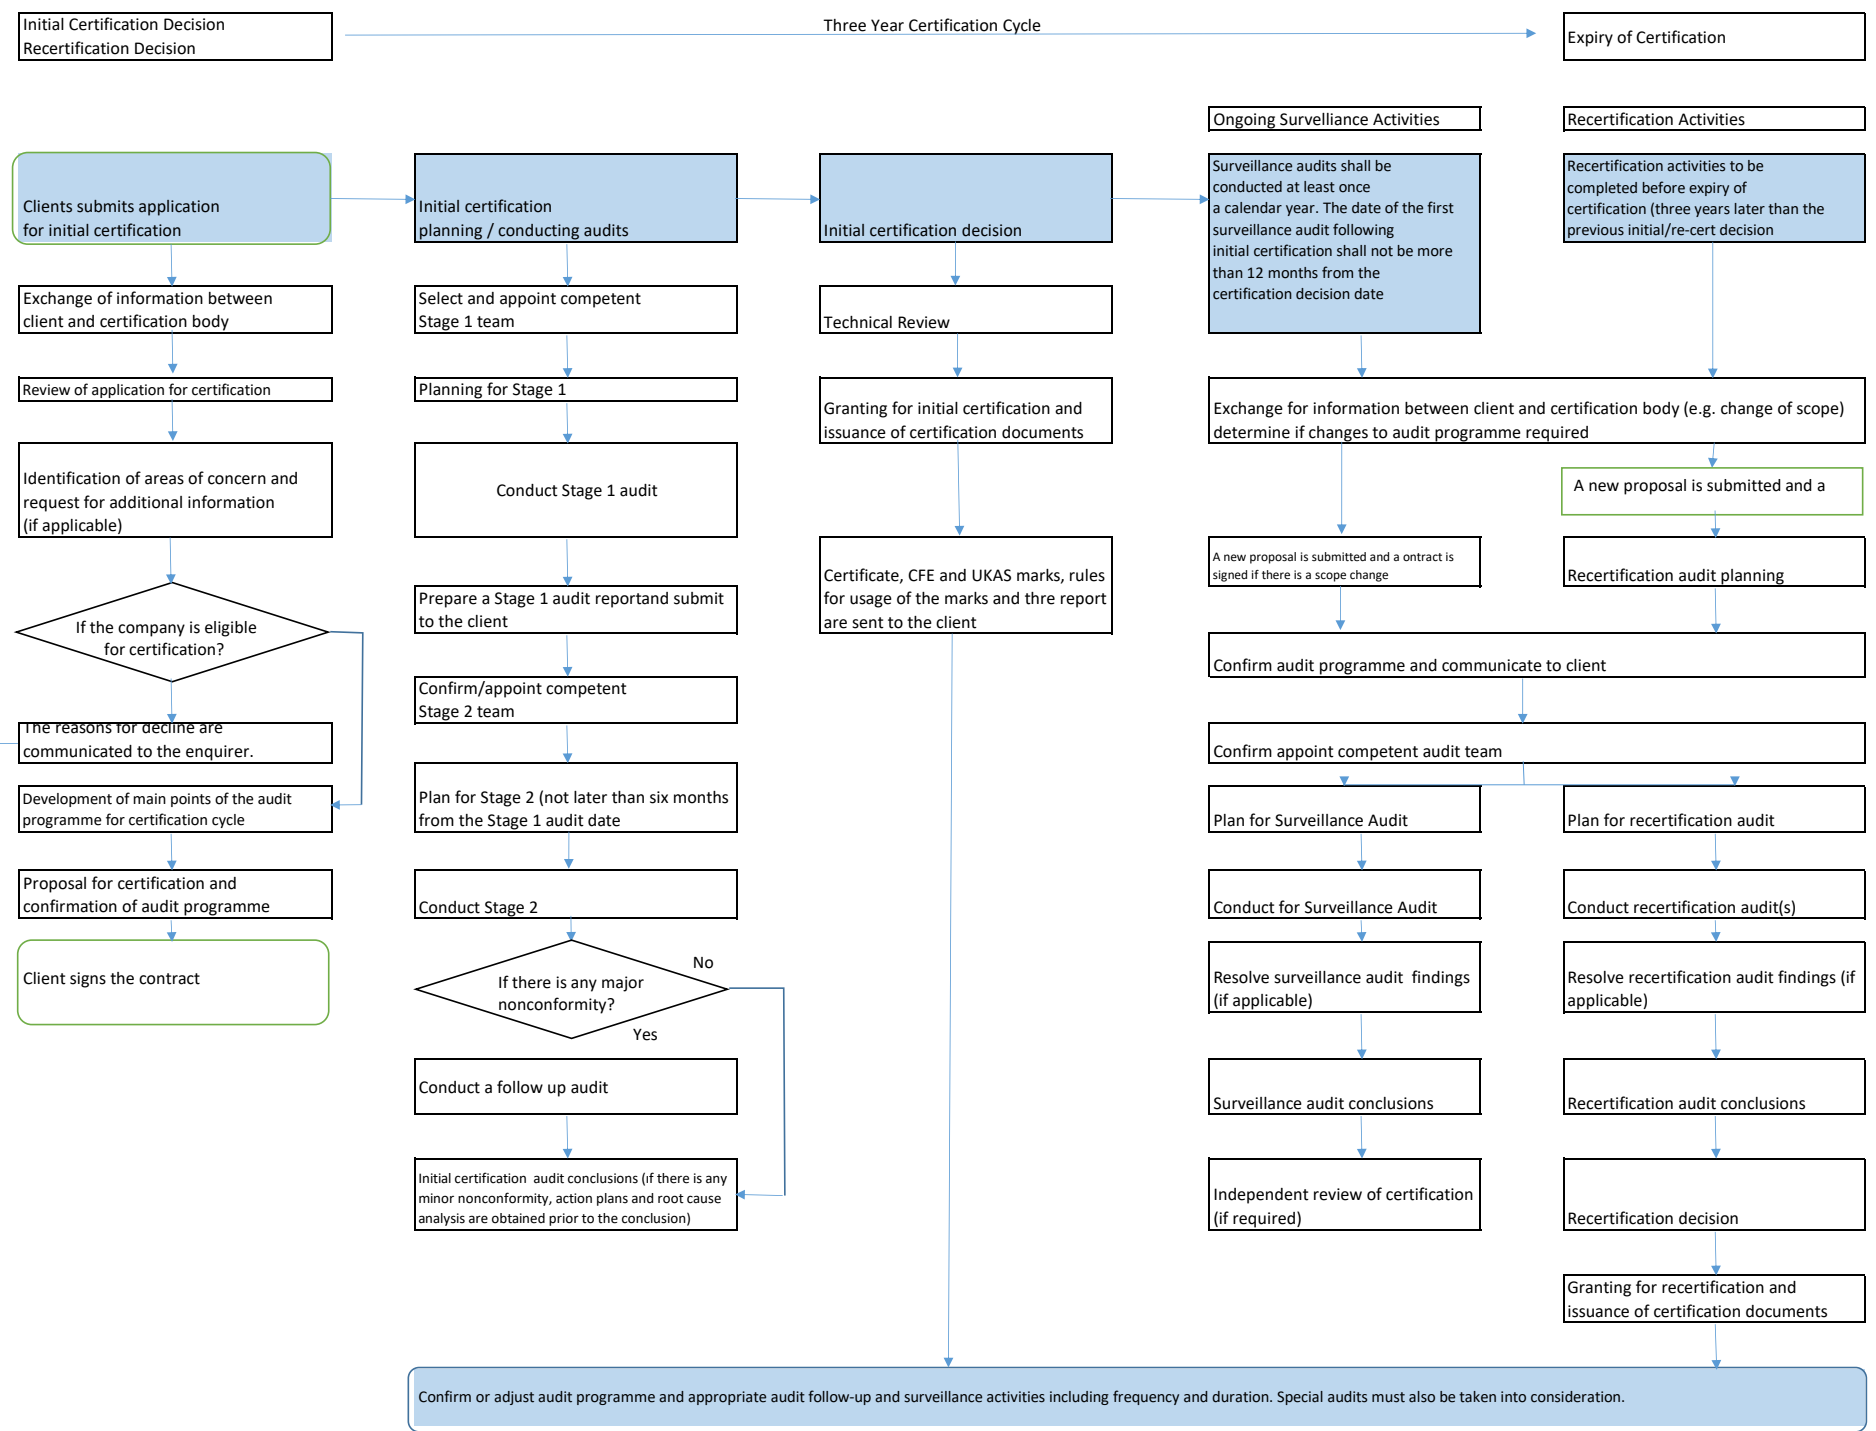 Initial Certification Decision
Recertification Decision
Three Year Certification Cycle
Expiry of Certification
Ongoing Survelliance Activities
Recertification Activities
Clients submits application
for initial certification
Initial certification
planning / conducting audits
Initial certification decision
Surveillance audits shall be
conducted at least once
a calendar year. The date of the first
surveillance audit following
initial certification shall not be more
than 12 months from the
certification decision date
Recertification activities to be
completed before expiry of
certification (three years later than the
previous initial/re-cert decision
Exchange of information between
client and certification body
Review of application for certification
Identification of areas of concern and
request for additional information
(if applicable)
If the company is eligible
for certification?
The reasons for decline are
communicated to the enquirer.
Development of main points of the audit
programme for certification cycle
Proposal for certification and
confirmation of audit programme
Client signs the contract
Select and appoint competent
Stage 1 team
Planning for Stage 1
Conduct Stage 1 audit
Prepare a Stage 1 audit reportand submit
to the client
Confirm/appoint competent
Stage 2 team
Plan for Stage 2 (not later than six months
from the Stage 1 audit date
Conduct Stage 2
No
If there is any major
nonconformity?
Yes
Conduct a follow up audit
Initial certification  audit conclusions (ıf there is any
minor nonconformity, action plans and root cause
analysis are obtained prior to the conclusion)
Technical Review
Granting for initial certification and
issuance of certification documents
Certificate, CFE and UKAS marks, rules
for usage of the marks and thre report
are sent to the client
Exchange for information between client and certification body (e.g. change of scope)
determine if changes to audit programme required
A new proposal is submitted and a
A new proposal is submitted and a ontract is
signed if there is a scope change
Recertification audit planning
Confirm audit programme and communicate to client
Confirm appoint competent audit team
Plan for Surveillance Audit
Conduct for Surveillance Audit
Resolve surveillance audit  findings
(if applicable)
Surveillance audit conclusions
Independent review of certification
(if required)
Plan for recertification audit
Conduct recertification audit(s)
Resolve recertification audit findings (if
applicable)
Recertification audit conclusions
Recertification decision
Granting for recertification and
issuance of certification documents
Confirm or adjust audit programme and appropriate audit follow-up and surveillance activities including frequency and duration. Special audits must also be taken into consideration.